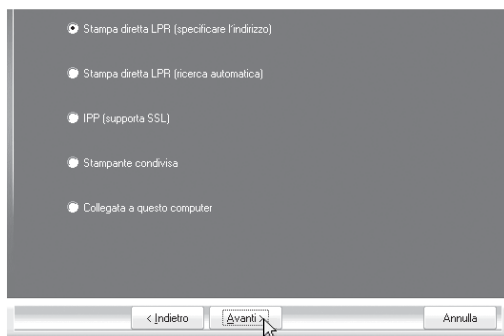 Stampa diretta LPR (specificare l'indirizzo)
Stampa diretta LPR (ricerca automatica)
IPP (supporta SSL)
Stampante condivisa
Collegata a questo computer
< Indietro Avanti > Annulla